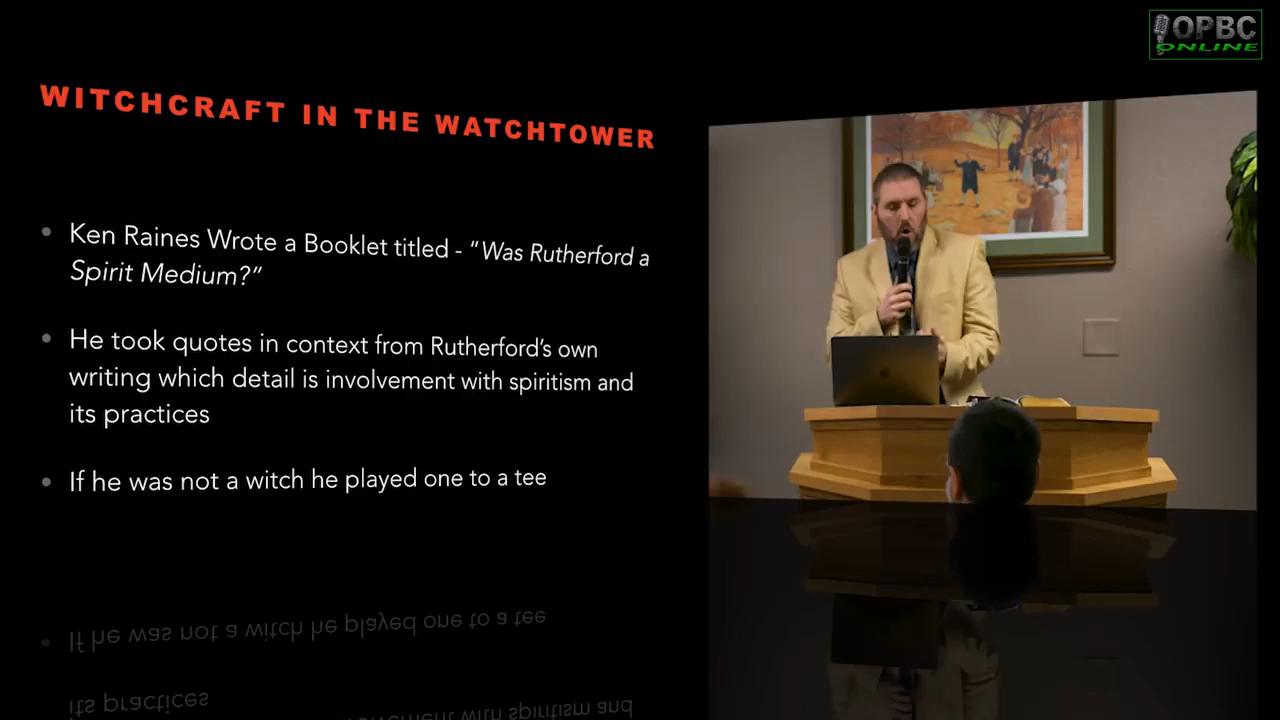 OPBC
ONLINE
WITCHCRAFT IN THE WATCHTOWER
• Ken Raines Wrote a Booklet titled - “Was Rutherford a
Spirit Medium?”
• He took quotes in context from Rutherford’s own
writing which detail is involvement with spiritism and
its practices
• If he was not a witch he played one to a tee